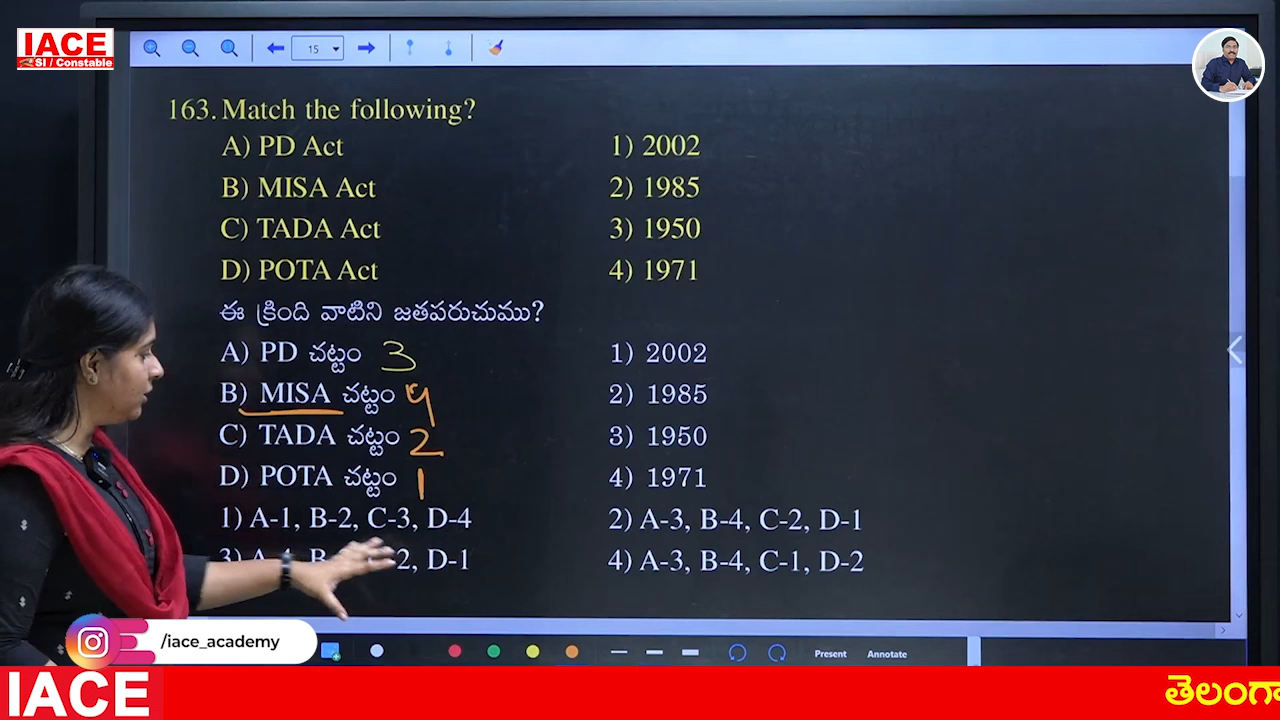 IACE
SI / Constable
15
163. Match the following?
A) PD Act 1) 2002
B) MISA Act 2) 1985
C) TADA Act 3) 1950
D) POTA Act 4) 1971
ఈ క్రింది వాటిని జతపరుచుము?
A) PD చట్టం 3 1) 2002
B) MISA చట్టం 4 2) 1985
C) TADA చట్టం 2 3) 1950
D) POTA చట్టం 1 4) 1971
1) A-1, B-2, C-3, D-4 2) A-3, B-4, C-2, D-1
3) A-4, D-1 4) A-3, B-4, C-1, D-2
/iace_academy
Present Annotate
IACE తెలంగా